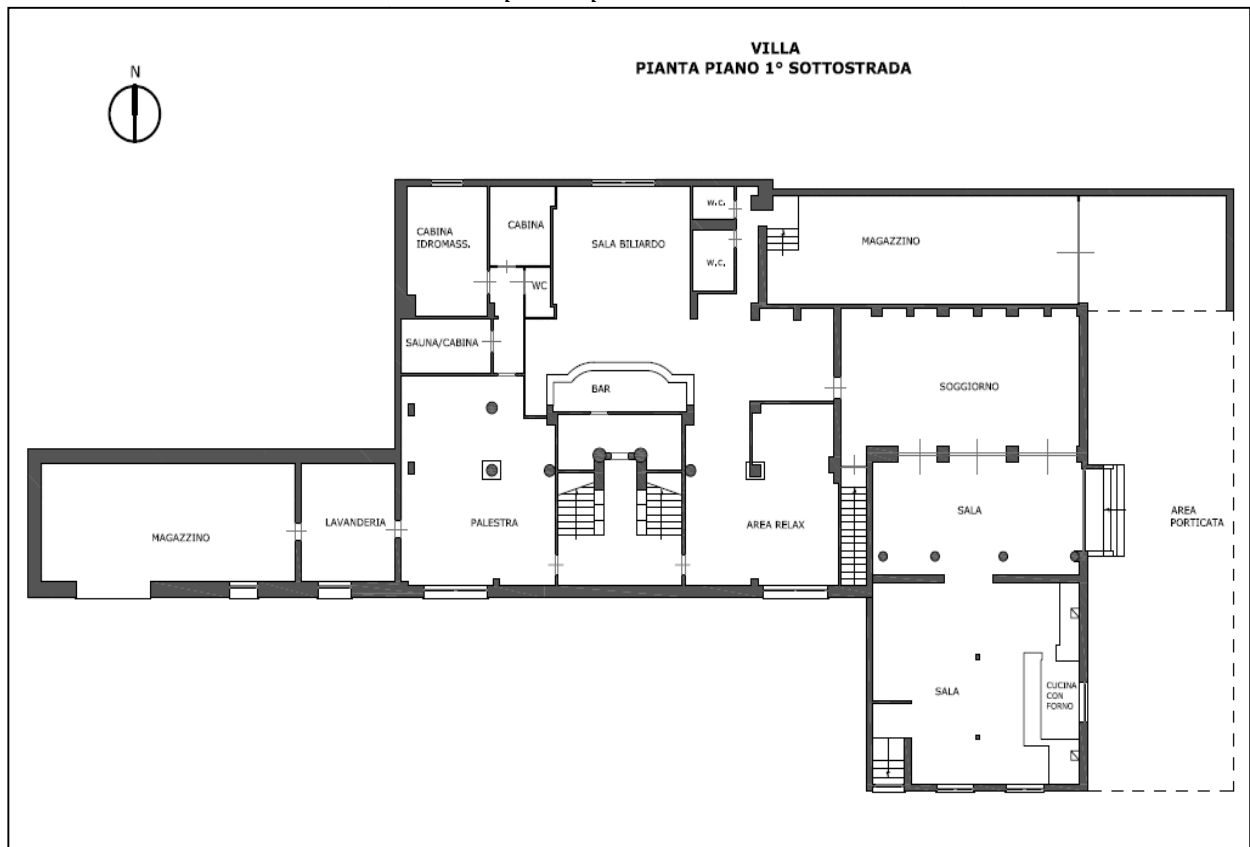 VILLA
PIANTA PIANO 1° SOTTOSTRADA
N
CABINA
IDROMASS.
CABINA
SALA BILIARDO
W.C.
W.C.
MAGAZZINO
WC
SAUNA/CABINA
BAR
SOGGIORNO
MAGAZZINO
LAVANDERIA
PALESTRA
AREA RELAX
SALA
AREA
PORTICATA
SALA
CUCINA
CON
FORNO